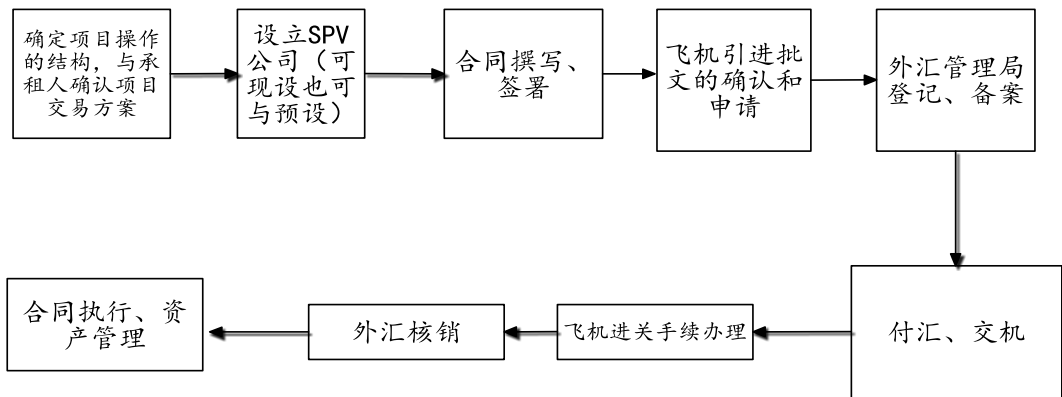 确定项目操作
的结构，与承
租人确认项目
交易方案
设立SPV
公司（可
现设也可
与预设）
合同撰写、
签署
飞机引进批
文的确认和
申请
外汇管理局
登记、备案
付汇、交机
飞机进关手续办理
外汇核销
合同执行、资
产管理